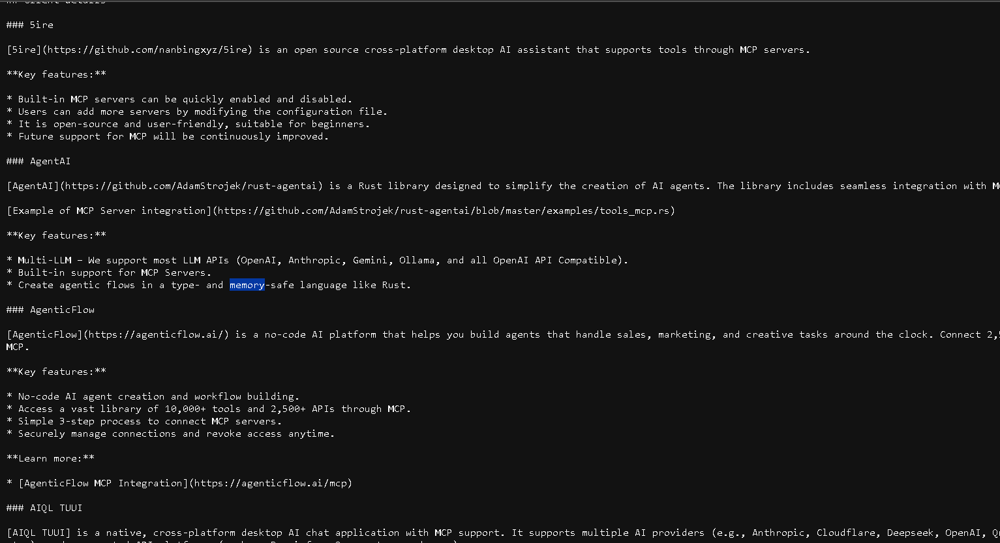 ### 5ire
[5ire](https://github.com/nanbingxyz/5ire) is an open source cross-platform desktop AI assistant that supports tools through MCP servers.
**Key features:**
* Built-in MCP servers can be quickly enabled and disabled.
* Users can add more servers by modifying the configuration file.
* It is open-source and user-friendly, suitable for beginners.
* Future support for MCP will be continuously improved.
### AgentAI
[AgentAI](https://github.com/AdamStrojek/rust-agentai) is a Rust library designed to simplify the creation of AI agents. The library includes seamless integration with
[Example of MCP Server integration](https://github.com/AdamStrojek/rust-agentai/blob/master/examples/tools_mcp.rs)
**Key features:**
* Multi-LLM – We support most LLM APIs (OpenAI, Anthropic, Gemini, Ollama, and all OpenAI API Compatible).
* Built-in support for MCP Servers.
* Create agentic flows in a type- and memory-safe language like Rust.
### AgenticFlow
[AgenticFlow](https://agenticflow.ai/) is a no-code AI platform that helps you build agents that handle sales, marketing, and creative tasks around the clock. Connect
MCP.
**Key features:**
* No-code AI agent creation and workflow building.
* Access a vast library of 10,000+ tools and 2,500+ APIs through MCP.
* Simple 3-step process to connect MCP servers.
* Securely manage connections and revoke access anytime.
**Learn more:**
* [AgenticFlow MCP Integration](https://agenticflow.ai/mcp)
### AIQL TUUI
[AIQL TUUI] is a native, cross-platform desktop AI chat application with MCP support. It supports multiple AI providers (e.g., Anthropic, Cloudflare, Deepseek, OpenAI,